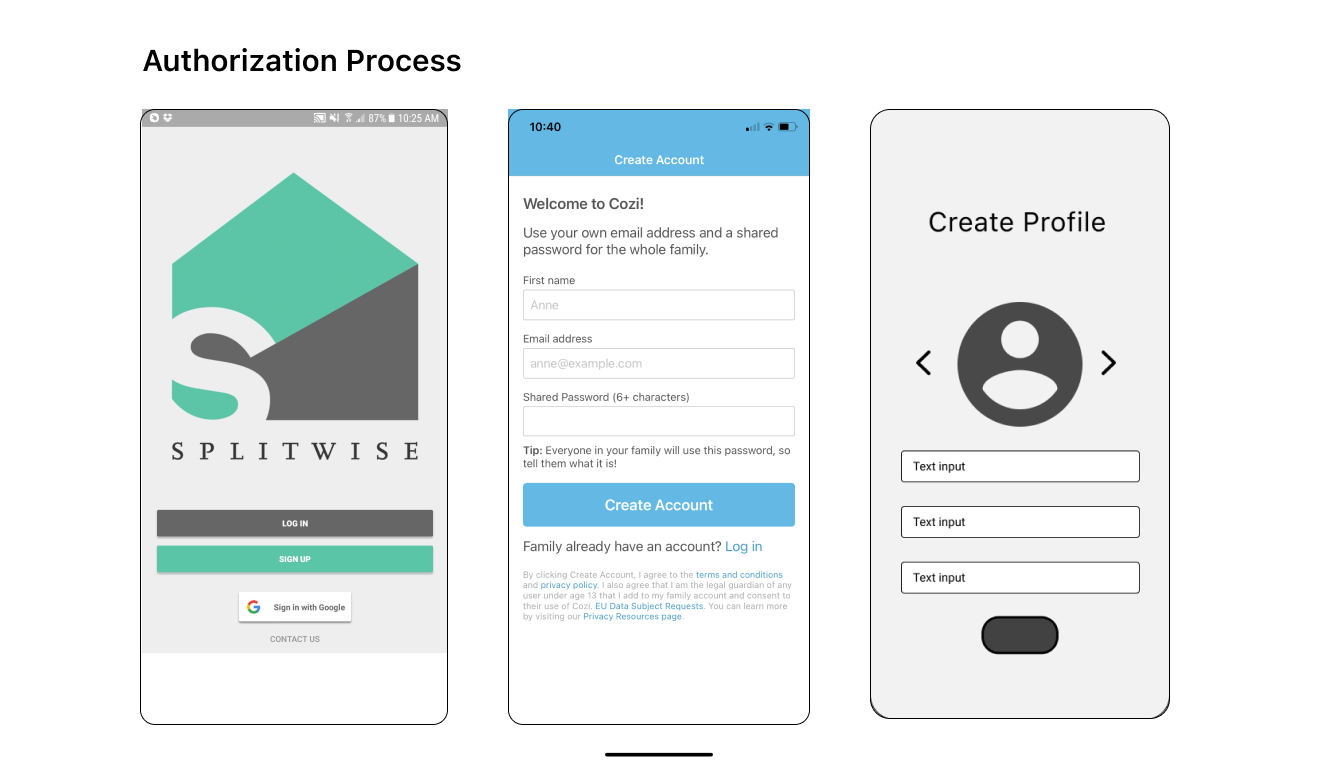 Authorization Process
87% 10:25 AM
SPLITWISE
LOG IN
SIGN UP
Sign in with Google
CONTACT US
10:40
Create Account
Welcome to Cozi!
Use your own email address and a shared
password for the whole family.
First name
Anne
Email address
anne@example.com
Shared Password (6+ characters)
Tip: Everyone in your family will use this password, so
tell them what it is!
Create Account
Family already have an account? Log in
By clicking Create Account, I agree to the terms and conditions
and privacy policy. I also agree that I am the legal guardian of any
user under age 13 that I add to my family account and consent to
their use of Cozi. EU Data Subject Requests. You can learn more
by visiting our Privacy Resources page.
Create Profile
Text input
Text input
Text input